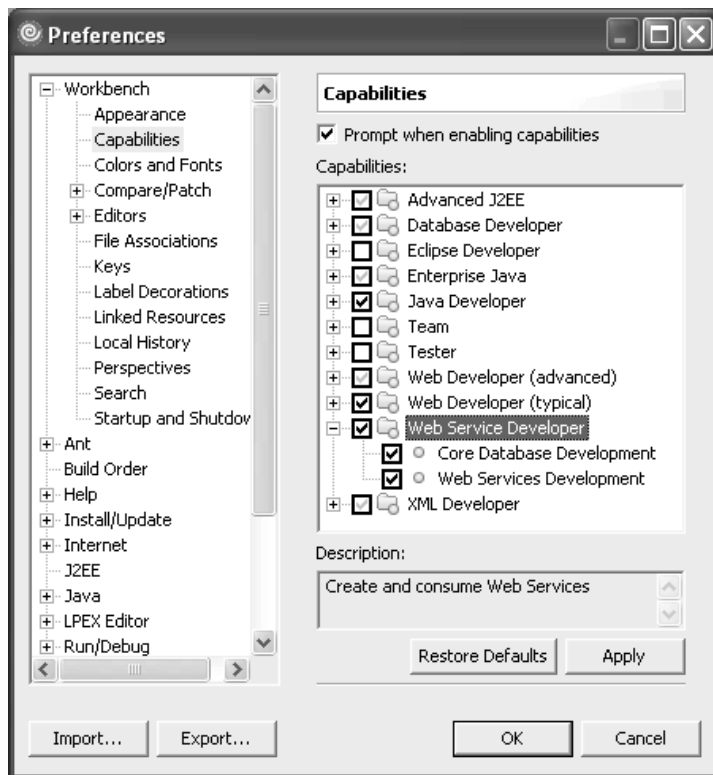 Preferences
Workbench
Appearance
Capabilities
Colors and Fonts
Compare/Patch
Editors
File Associations
Keys
Label Decorations
Linked Resources
Local History
Perspectives
Search
Startup and Shutdov
Ant
Build Order
Help
Install/Update
Internet
J2EE
Java
LPEX Editor
Run/Debug
Capabilities
Prompt when enabling capabilities
Capabilities:
Advanced J2EE
Database Developer
Eclipse Developer
Enterprise Java
Java Developer
Team
Tester
Web Developer (advanced)
Web Developer (typical)
Web Service Developer
Core Database Development
Web Services Development
XML Developer
Description:
Create and consume Web Services
Restore Defaults
Apply
Import...
Export...
OK
Cancel